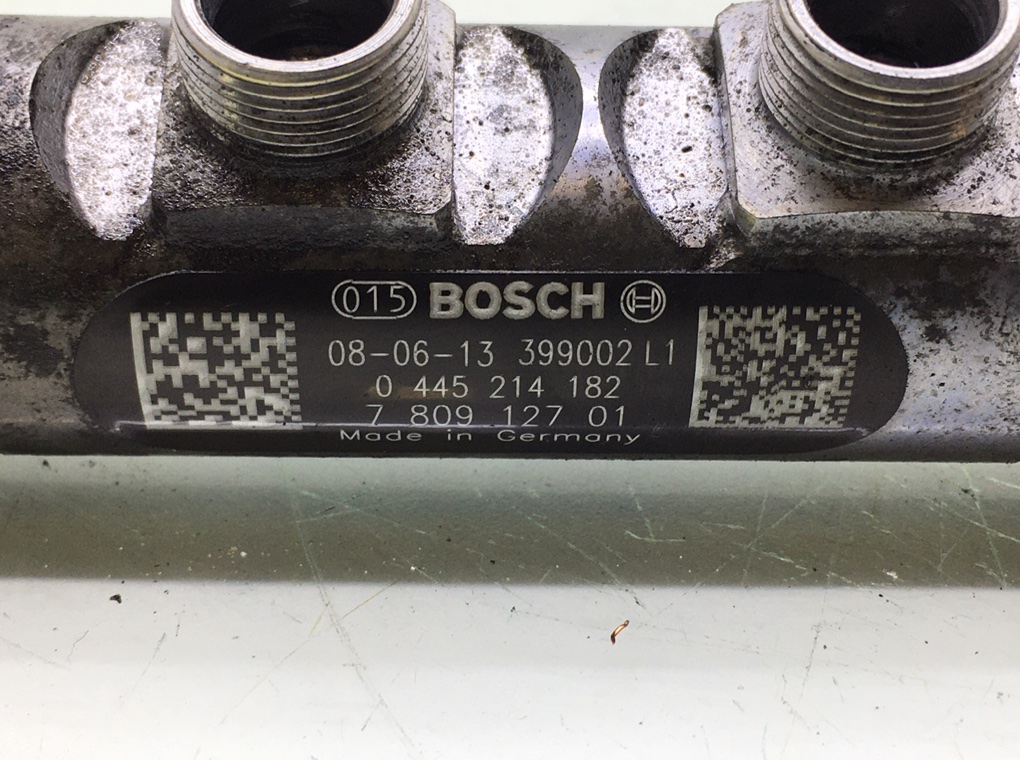 015 BOSCH
08-06-13 399002 L1
0 445 214 182
7 809 127 01
Made in Germany